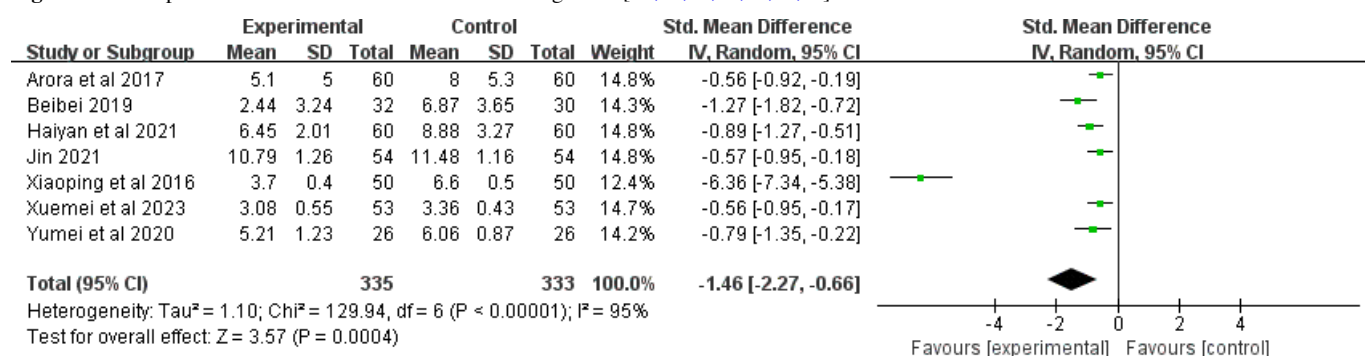 Experimental Control Std. Mean Difference Std. Mean Difference
Study or Subgroup Mean SD Total Mean SD Total Weight IV, Random, 95% CI IV, Random, 95% CI
Arora et al 2017 5.1 5 60 8 5.3 60 14.8% -0.56 [-0.92, -0.19]
Beibei 2019 2.44 3.24 32 6.87 3.65 30 14.3% -1.27 [-1.82, -0.72]
Haiyan et al 2021 6.45 2.01 60 8.88 3.27 60 14.8% -0.89 [-1.27, -0.51]
Jin 2021 10.79 1.26 54 11.48 1.16 54 14.8% -0.57 [-0.95, -0.18]
Xiaoping et al 2016 3.7 0.4 50 6.6 0.5 50 12.4% -6.36 [-7.34, -5.38]
Xuemei et al 2023 3.08 0.55 53 3.36 0.43 53 14.7% -0.56 [-0.95, -0.17]
Yumei et al 2020 5.21 1.23 26 6.06 0.87 26 14.2% -0.79 [-1.35, -0.22]
Total (95% CI) 335 333 100.0% -1.46 [-2.27, -0.66]
Heterogeneity: Tau² = 1.10; Chi² = 129.94, df = 6 (P < 0.00001); I² = 95%
Test for overall effect: Z = 3.57 (P = 0.0004)
-4 -2 0 2 4
Favours [experimental] Favours [control]